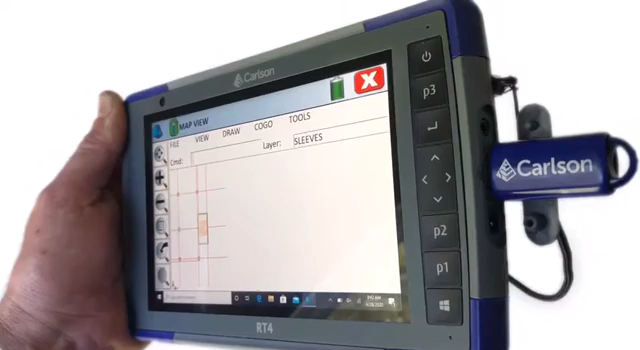 Carlson
MAP VIEW
FILE VIEW DRAW COGO TOOLS
Cmd: Layer: SLEEVES
p3
p2
p1
RT4
Carlson